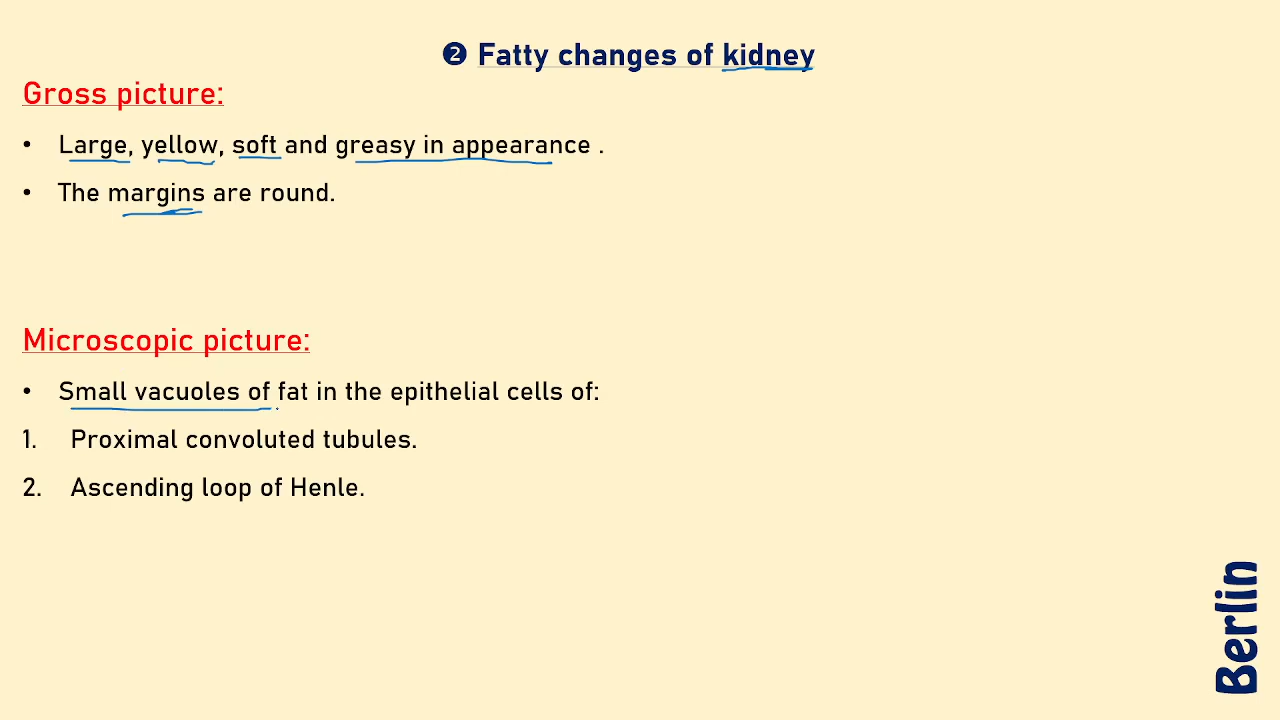 ❷ Fatty changes of kidney
Gross picture:
• Large, yellow, soft and greasy in appearance .
• The margins are round.
Microscopic picture:
• Small vacuoles of fat in the epithelial cells of:
1. Proximal convoluted tubules.
2. Ascending loop of Henle.
Berlin